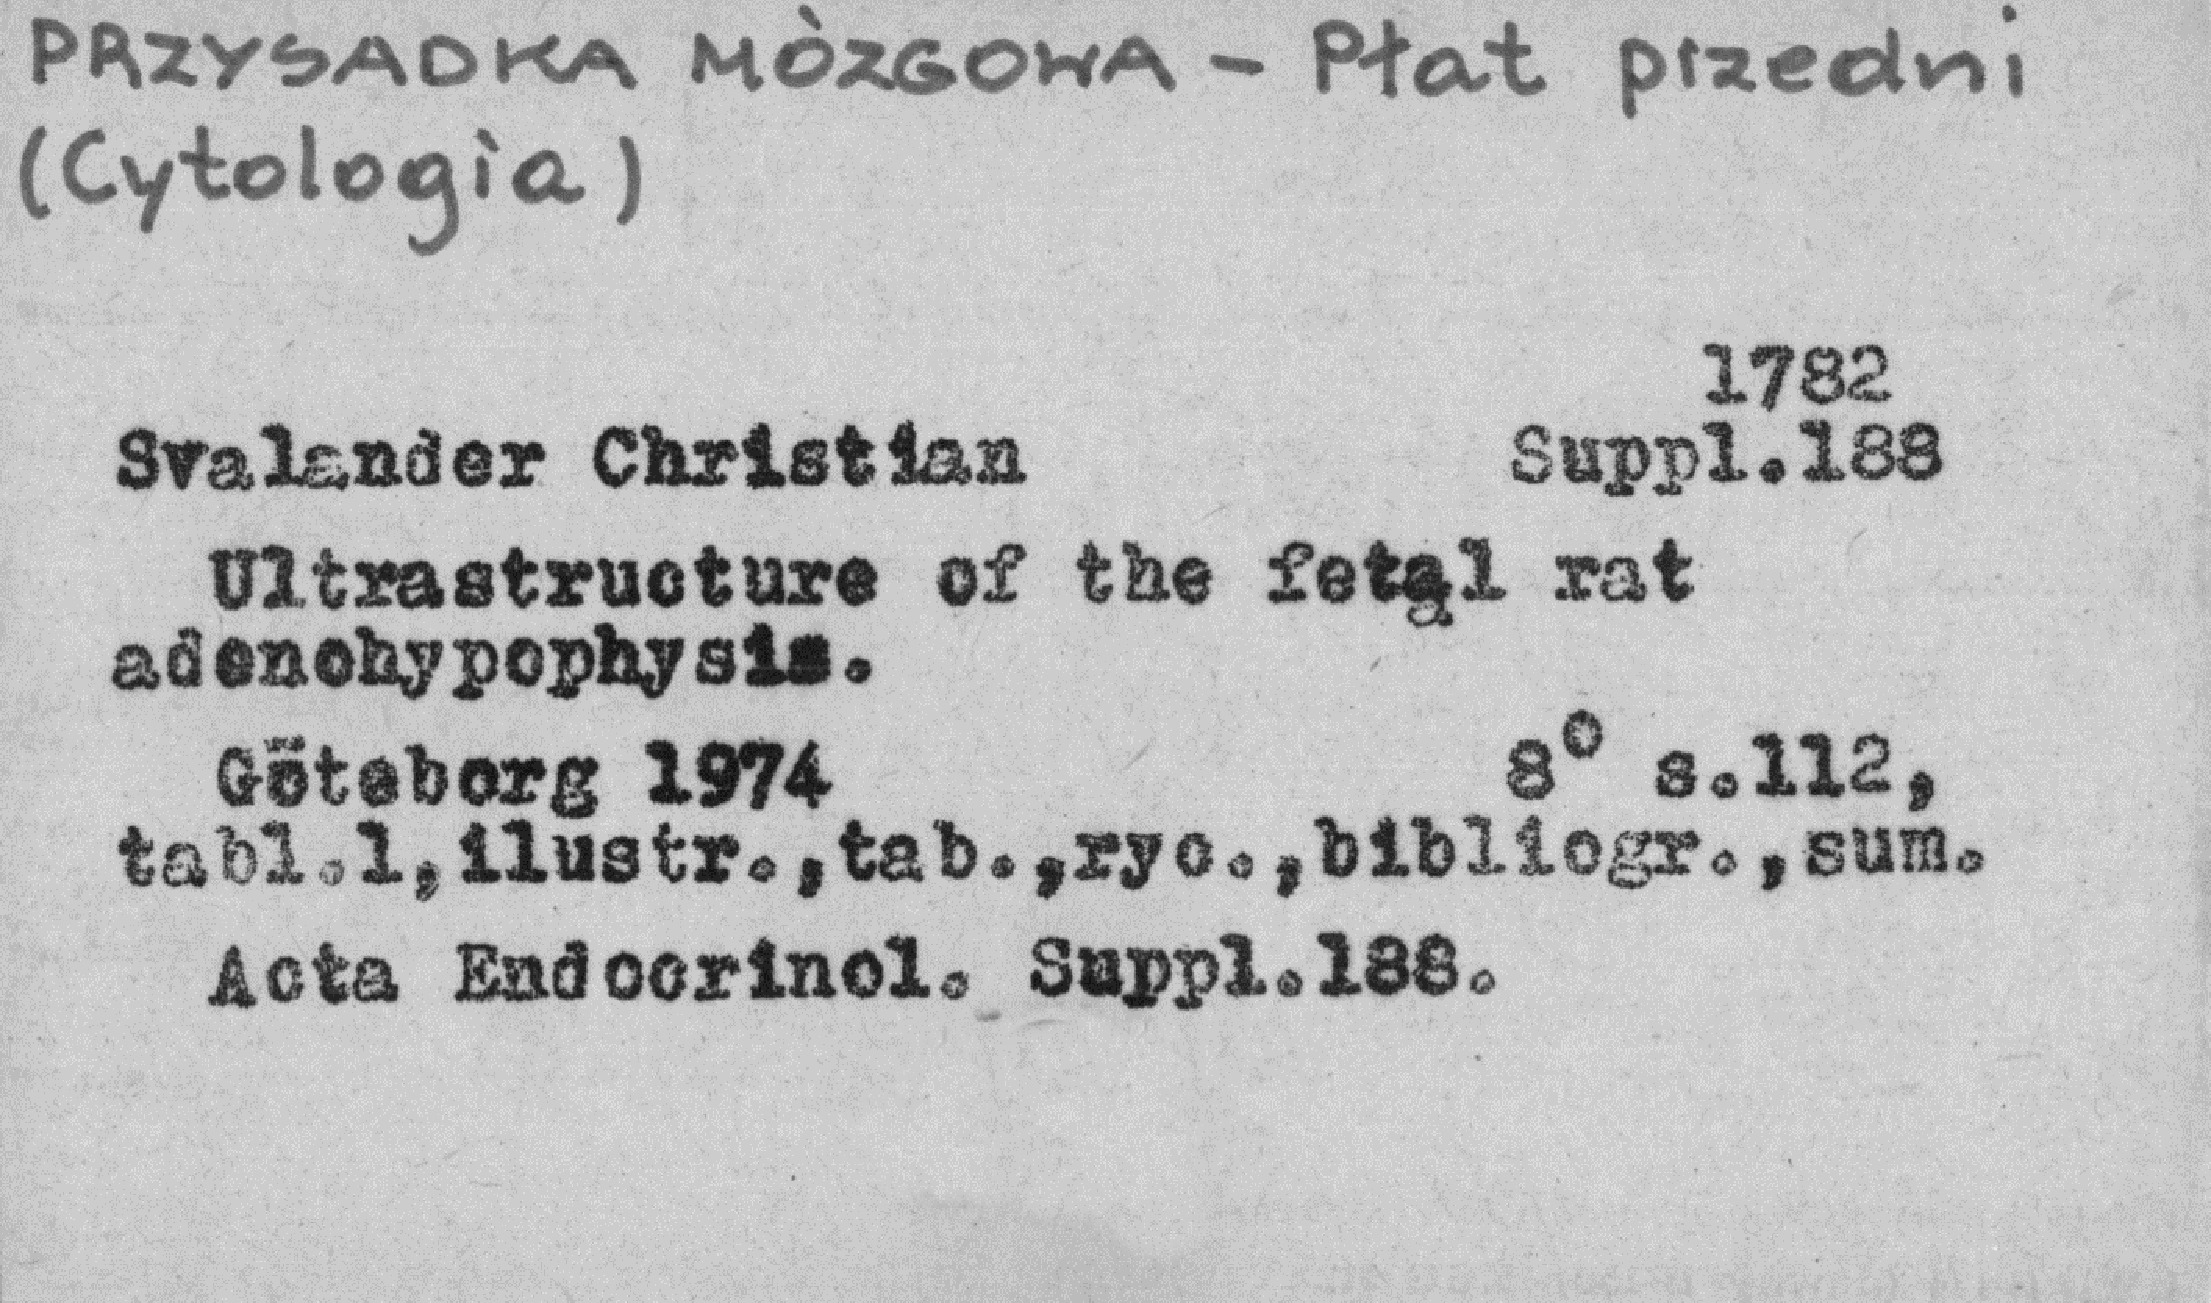 PRZYSADKA MÓZGOWA - Płat przedni
(Cytologia)
1782
Svalander Christian Suppl.188
Ultrastructure of the fetal rat
adenohypophysis.
Göteborg 1974 8° s.112,
tabl.1,ilustr.,tab.,ryc.,bibliogr.,sum.
Acta Endocrinol. Suppl.188.